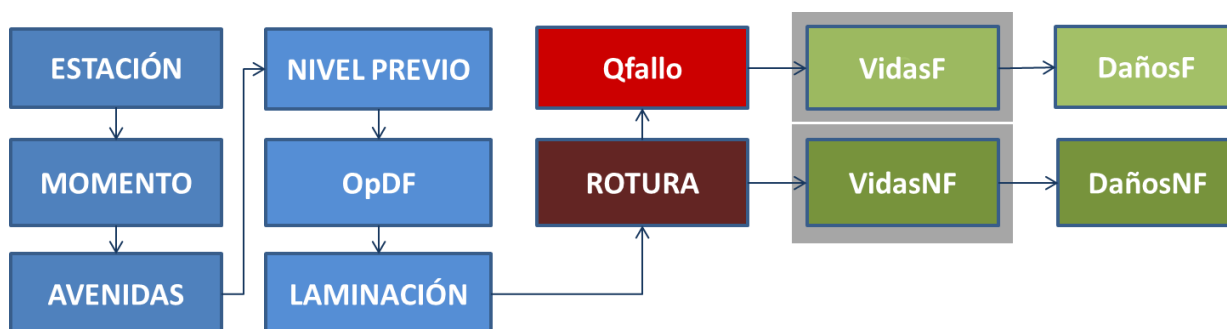 ESTACIÓN
MOMENTO
AVENIDAS
NIVEL PREVIO
OpDF
LAMINACIÓN
Qfallo
ROTURA
VidasF
VidasNF
DañosF
DañosNF